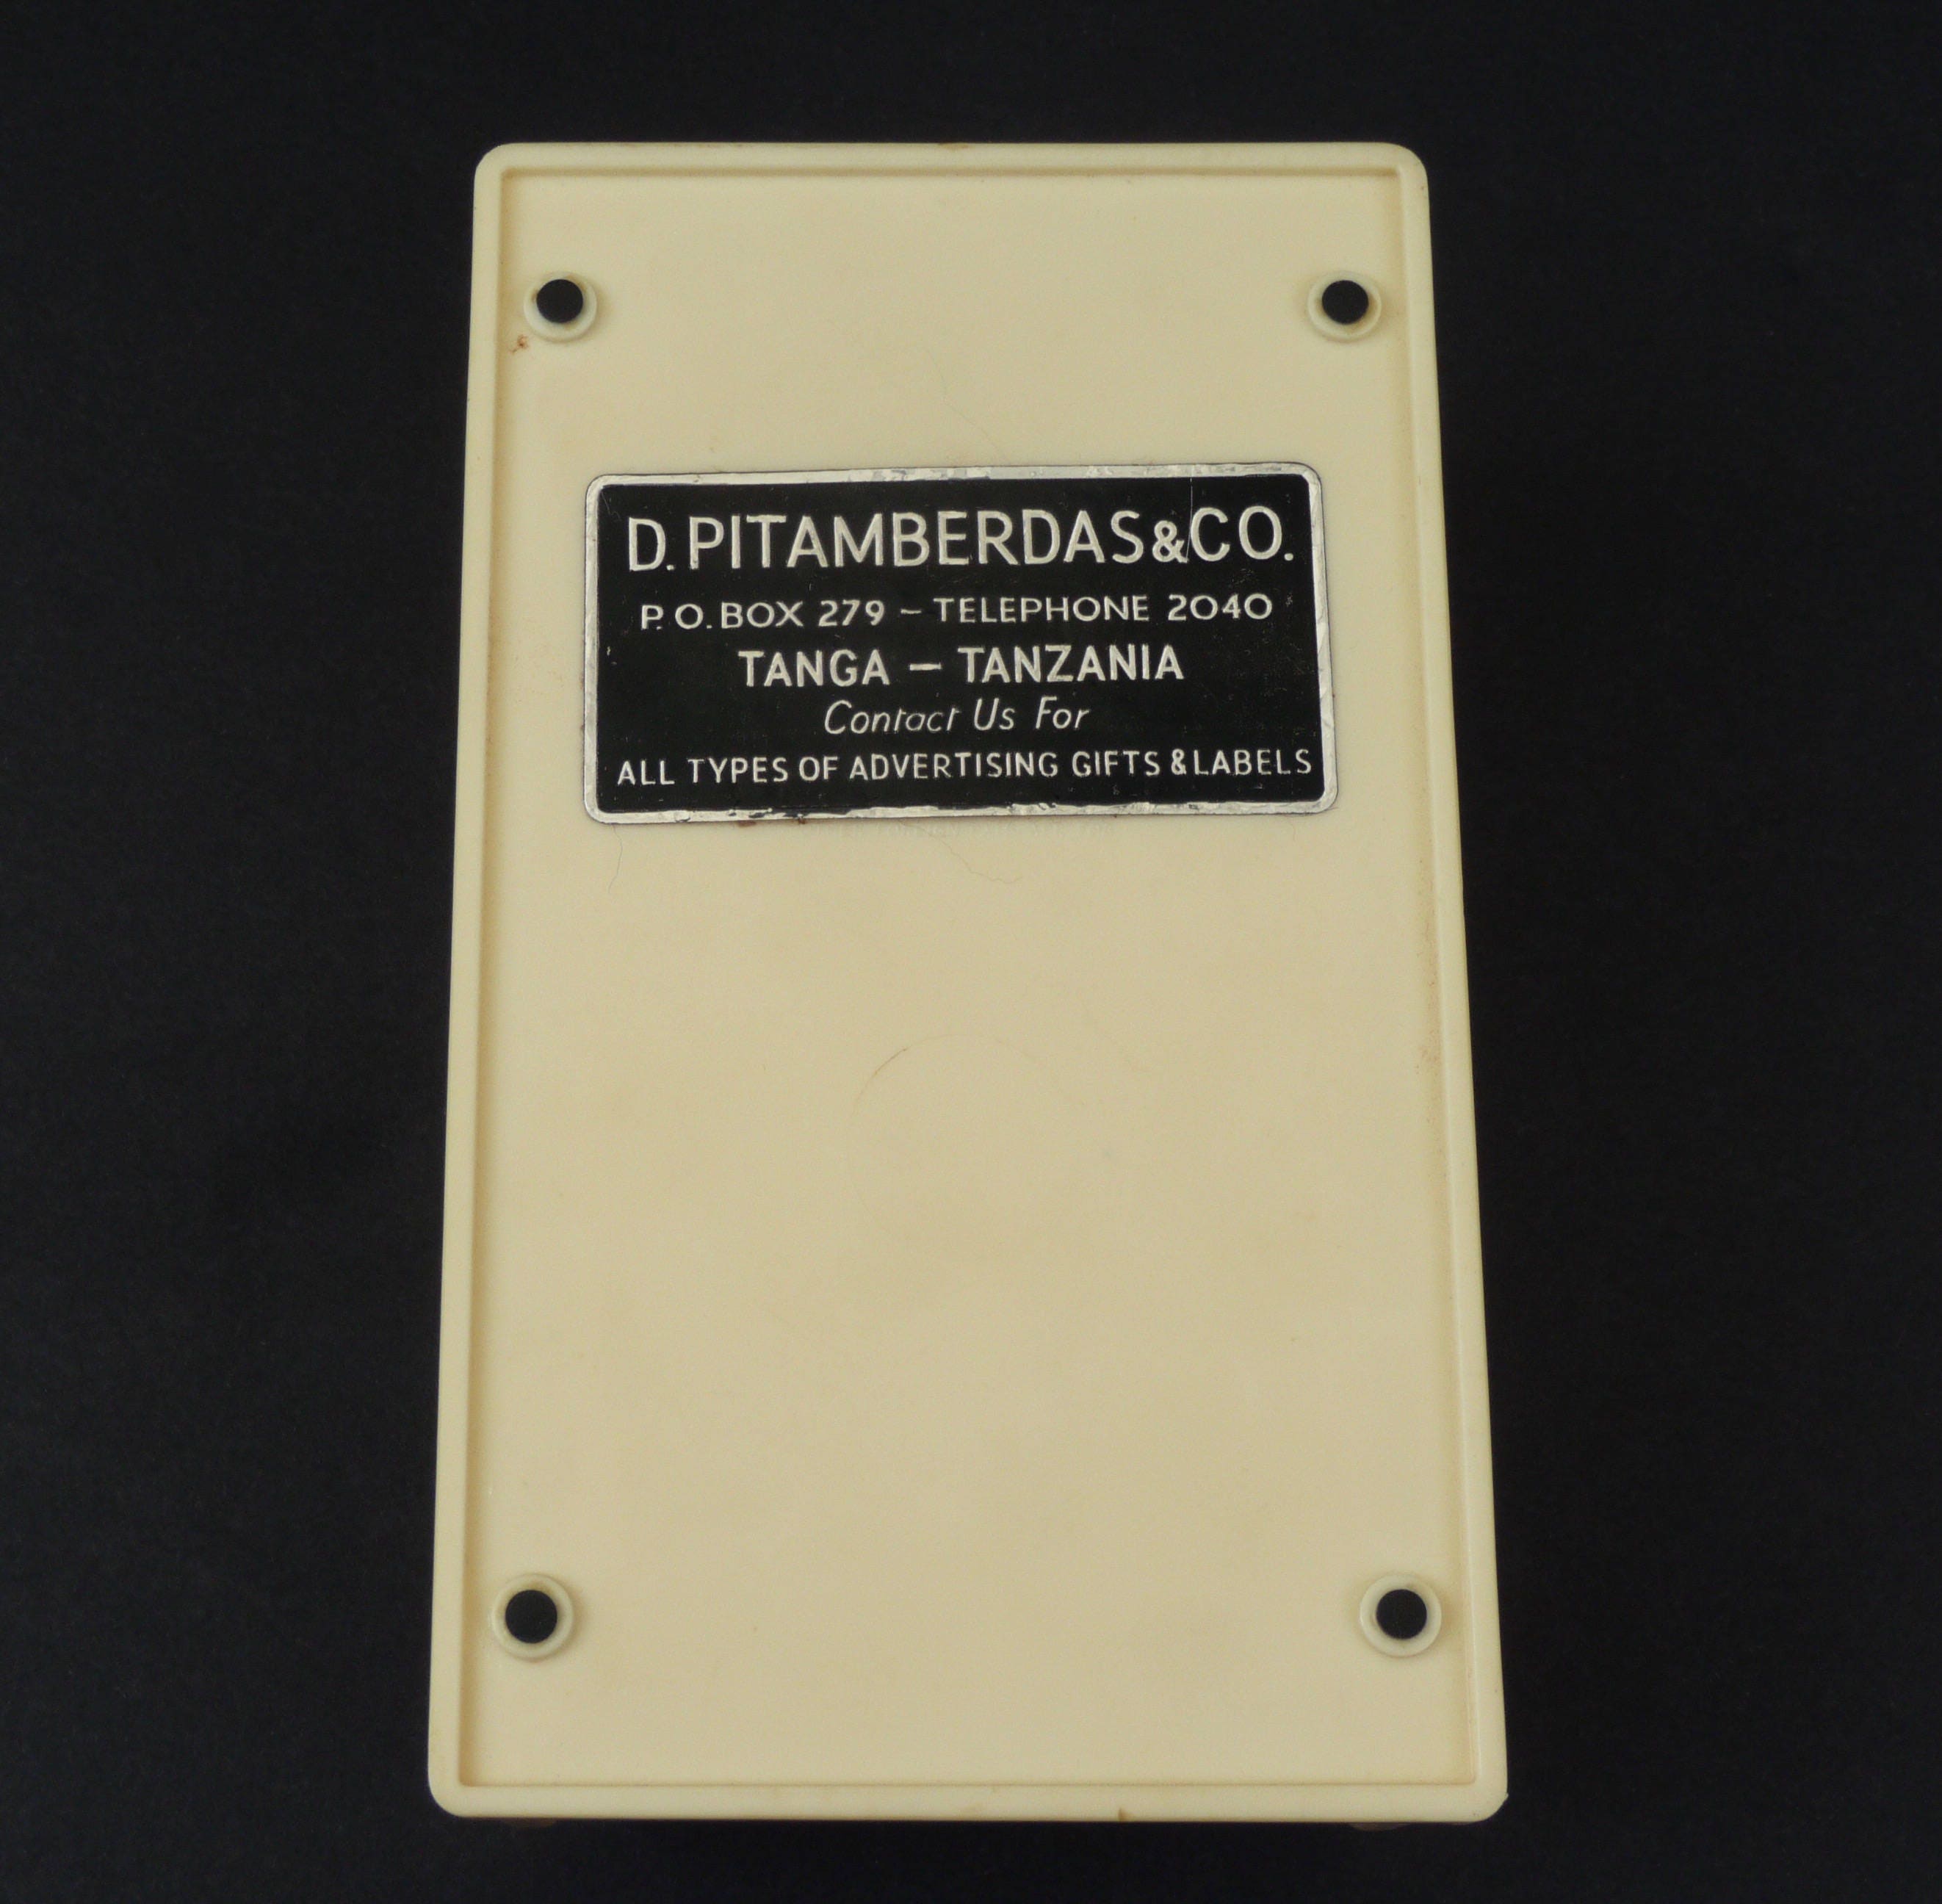 D. PITAMBERDAS & CO.
P. O. BOX 279 – TELEPHONE 2040
TANGA – TANZANIA
Contact Us For
ALL TYPES OF ADVERTISING GIFTS & LABELS